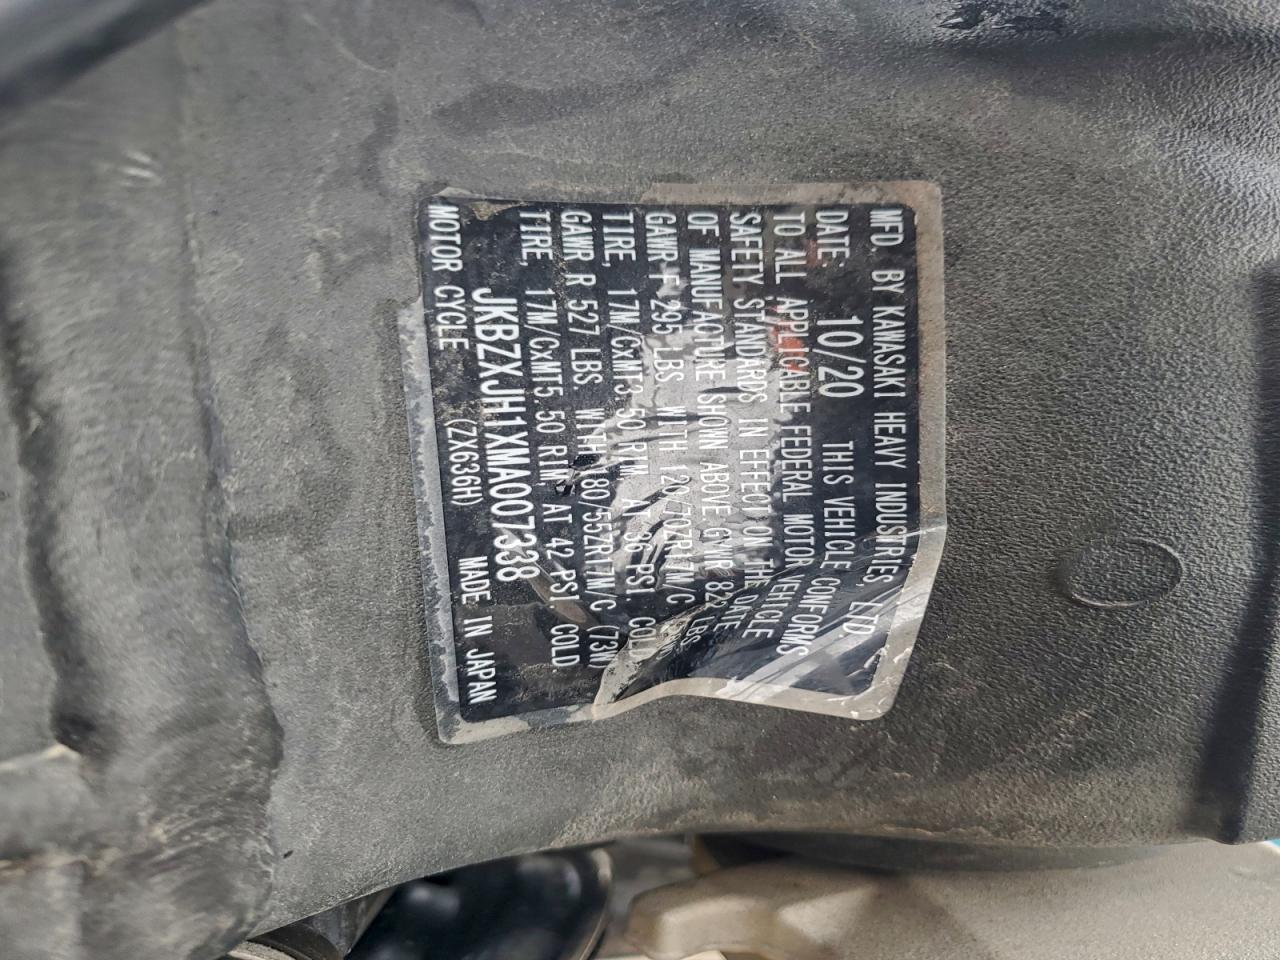 MFD. BY KAWASAKI HEAVY INDUSTRIES, LTD.
DATE: 10/20 THIS VEHICLE CONFORMS
TO ALL APPLICABLE FEDERAL MOTOR VEHICLE
SAFETY STANDARDS IN EFFECT ON THE DATE
OF MANUFACTURE SHOWN ABOVE GVWR 822 LBS
GAWR F 295 LBS. WITH 120/70ZR17M/C
TIRE, 17M/CxMT3.50 RIM, AT 36 PSI. COLD
GAWR R 527 LBS. WITH 180/55ZR17M/C (73W)
TIRE, 17M/CxMT5.50 RIM, AT 42 PSI. COLD.
JKBZXJH1XMA007338
MOTOR CYCLE (ZX636H) MADE IN JAPAN